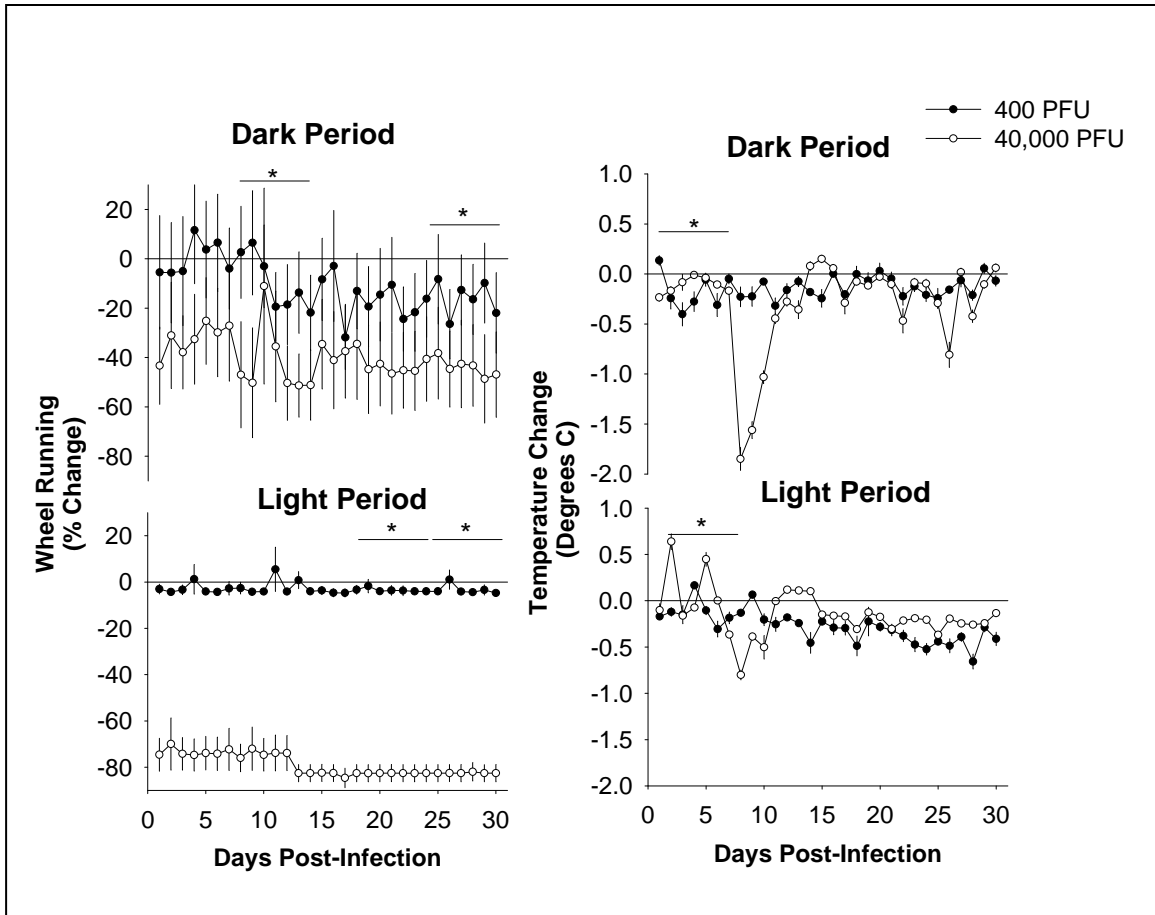 400 PFU
40,000 PFU
Dark Period
Dark Period
20
0
-20
-40
-60
-80
*
*
1.0
0.5
0.0
-0.5
-1.0
-1.5
-2.0
*
Wheel Running
(% Change)
Temperature Change
(Degrees C)
Light Period
Light Period
20
0
-20
-40
-60
-80
*
*
1.0
0.5
0.0
-0.5
-1.0
-1.5
-2.0
*
0 5 10 15 20 25 30
0 5 10 15 20 25 30
Days Post-Infection
Days Post-Infection